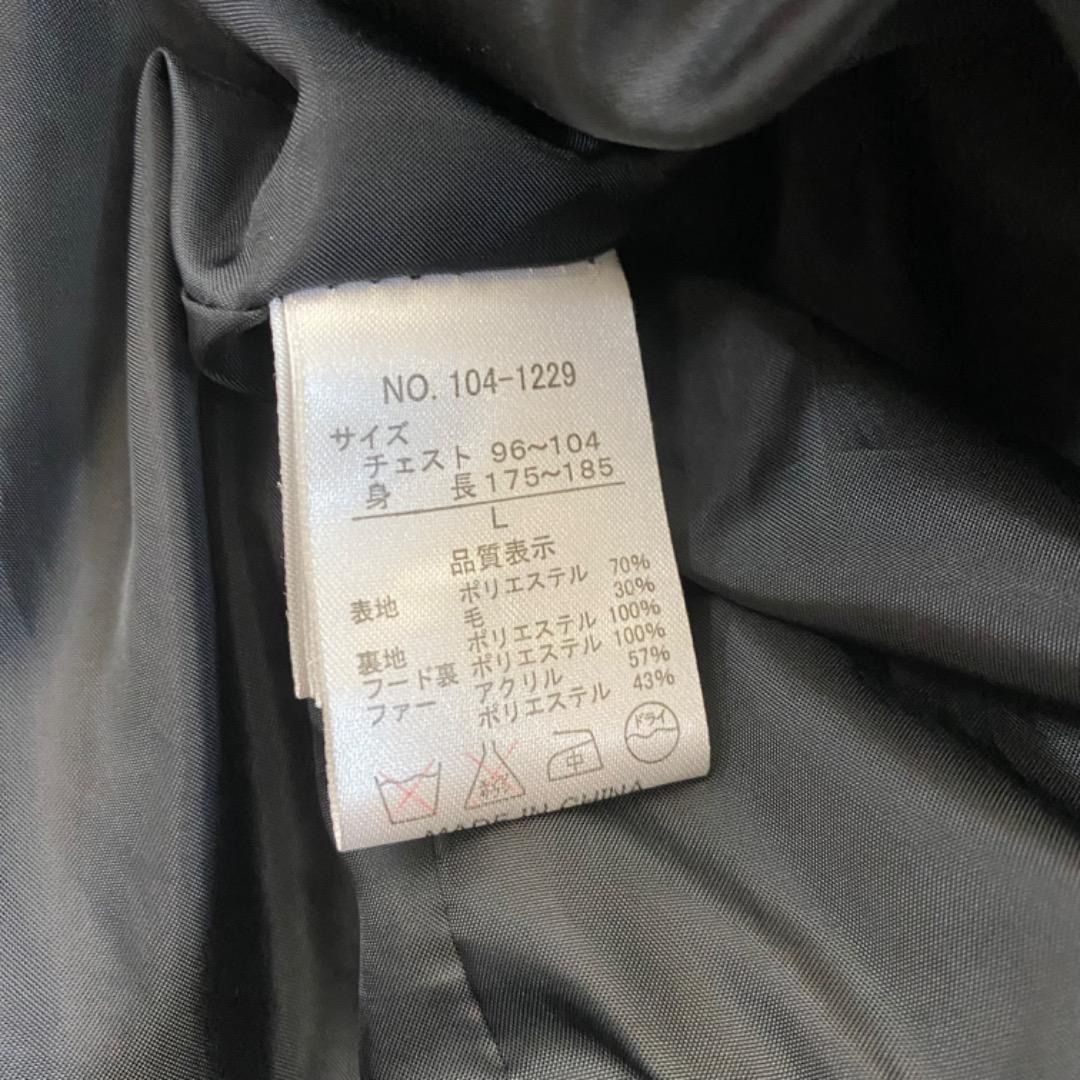 NO. 104-1229
サイズ
チェスト 96~104
身 長 175~185
L
品質表示
表地 ポリエステル 70%
毛 30%
裏地 ポリエステル 100%
フード裏 ポリエステル 100%
ファー アクリル 57%
ポリエステル 43%
中 ドライ
MADE IN CHINA